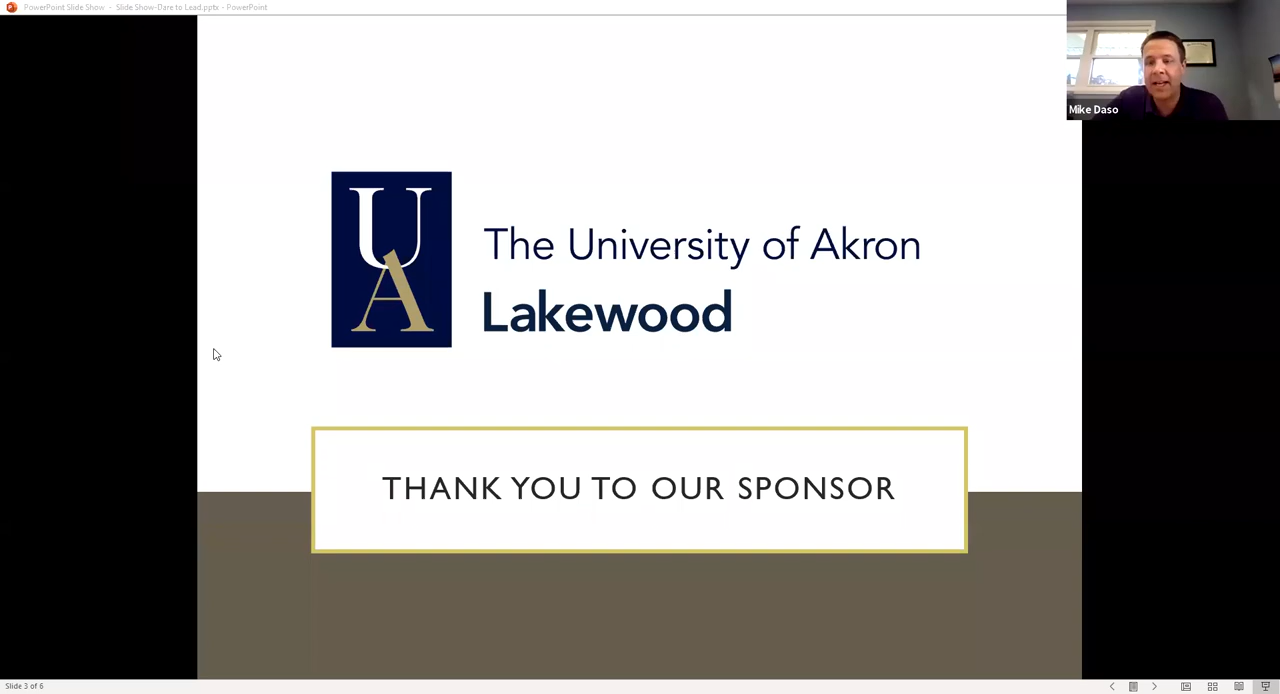 PowerPoint Slide Show - Slide Show-Dare to Lead.pptx - PowerPoint
Mike Daso
UA
The University of Akron
Lakewood
THANK YOU TO OUR SPONSOR
Slide 3 of 6